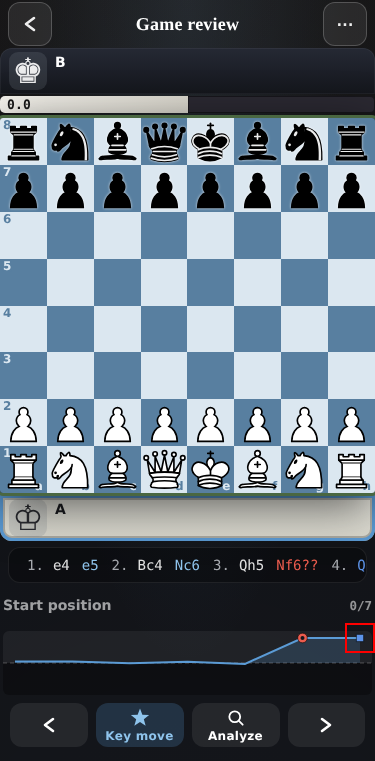 Game review
B
0.0
8
7
6
5
4
3
2
1
a b c d e f g h
A
1. e4 e5 2. Bc4 Nc6 3. Qh5 Nf6?? 4. Q
Start position 0/7
Key move Analyze